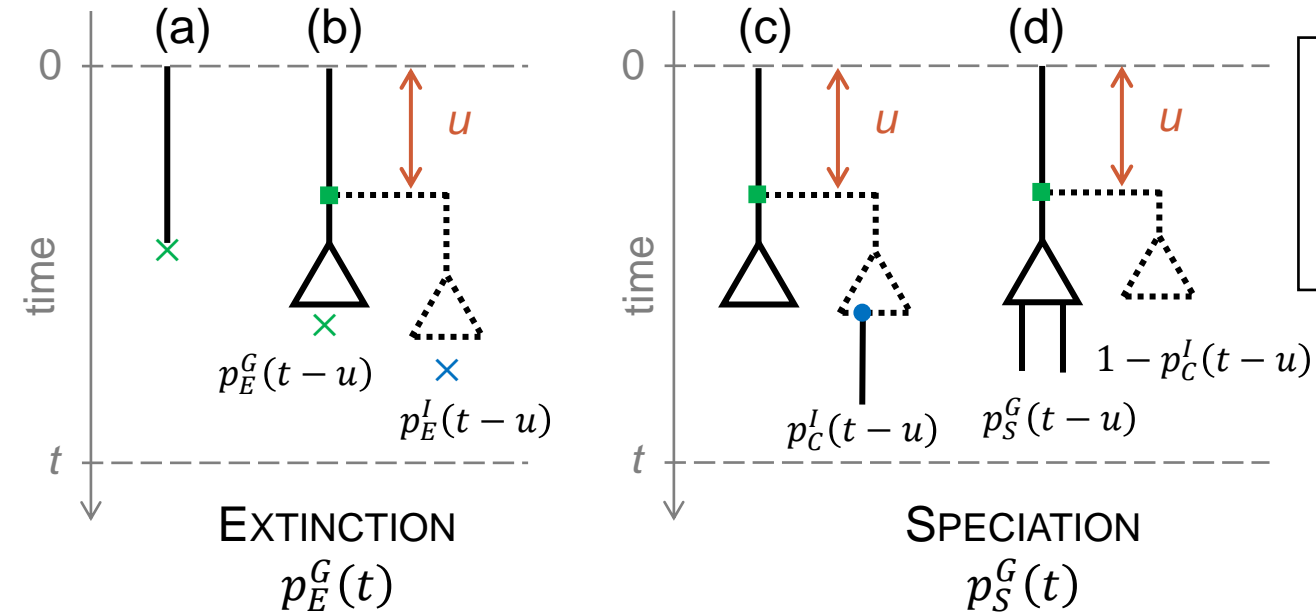 (a) (b) (c) (d)
0 0
u u
time time
p_E^G(t − u) 1 − p_C^I(t − u)
p_E^I(t − u) p_C^I(t − u) p_S^G(t − u)
t t
EXTINCTION SPECIATION
p_E^G(t) p_S^G(t)